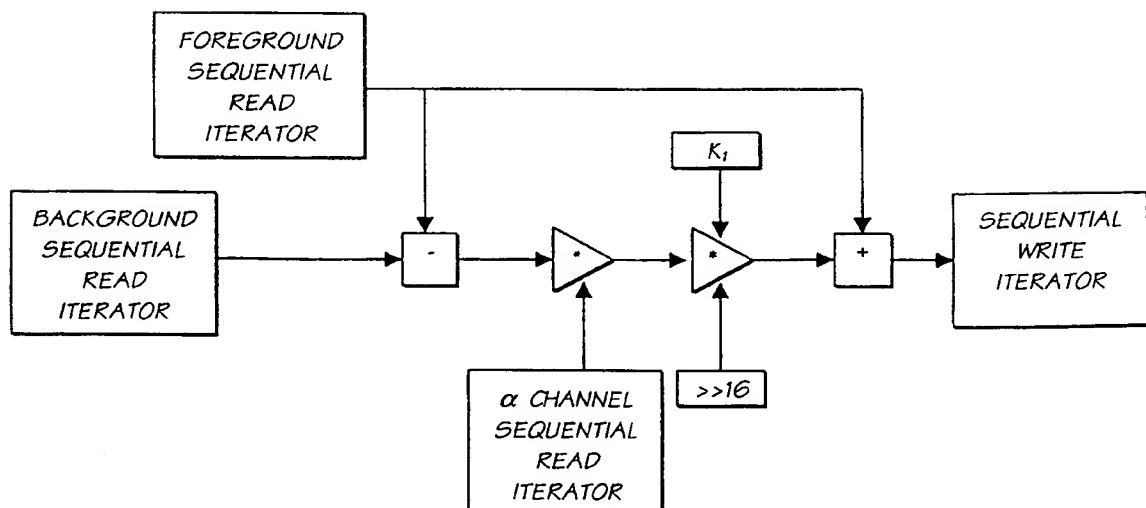 FOREGROUND
SEQUENTIAL
READ
ITERATOR
K₁
BACKGROUND
SEQUENTIAL
READ
ITERATOR
-
*
*
+
SEQUENTIAL
WRITE
ITERATOR
α CHANNEL
SEQUENTIAL
READ
ITERATOR
>>16